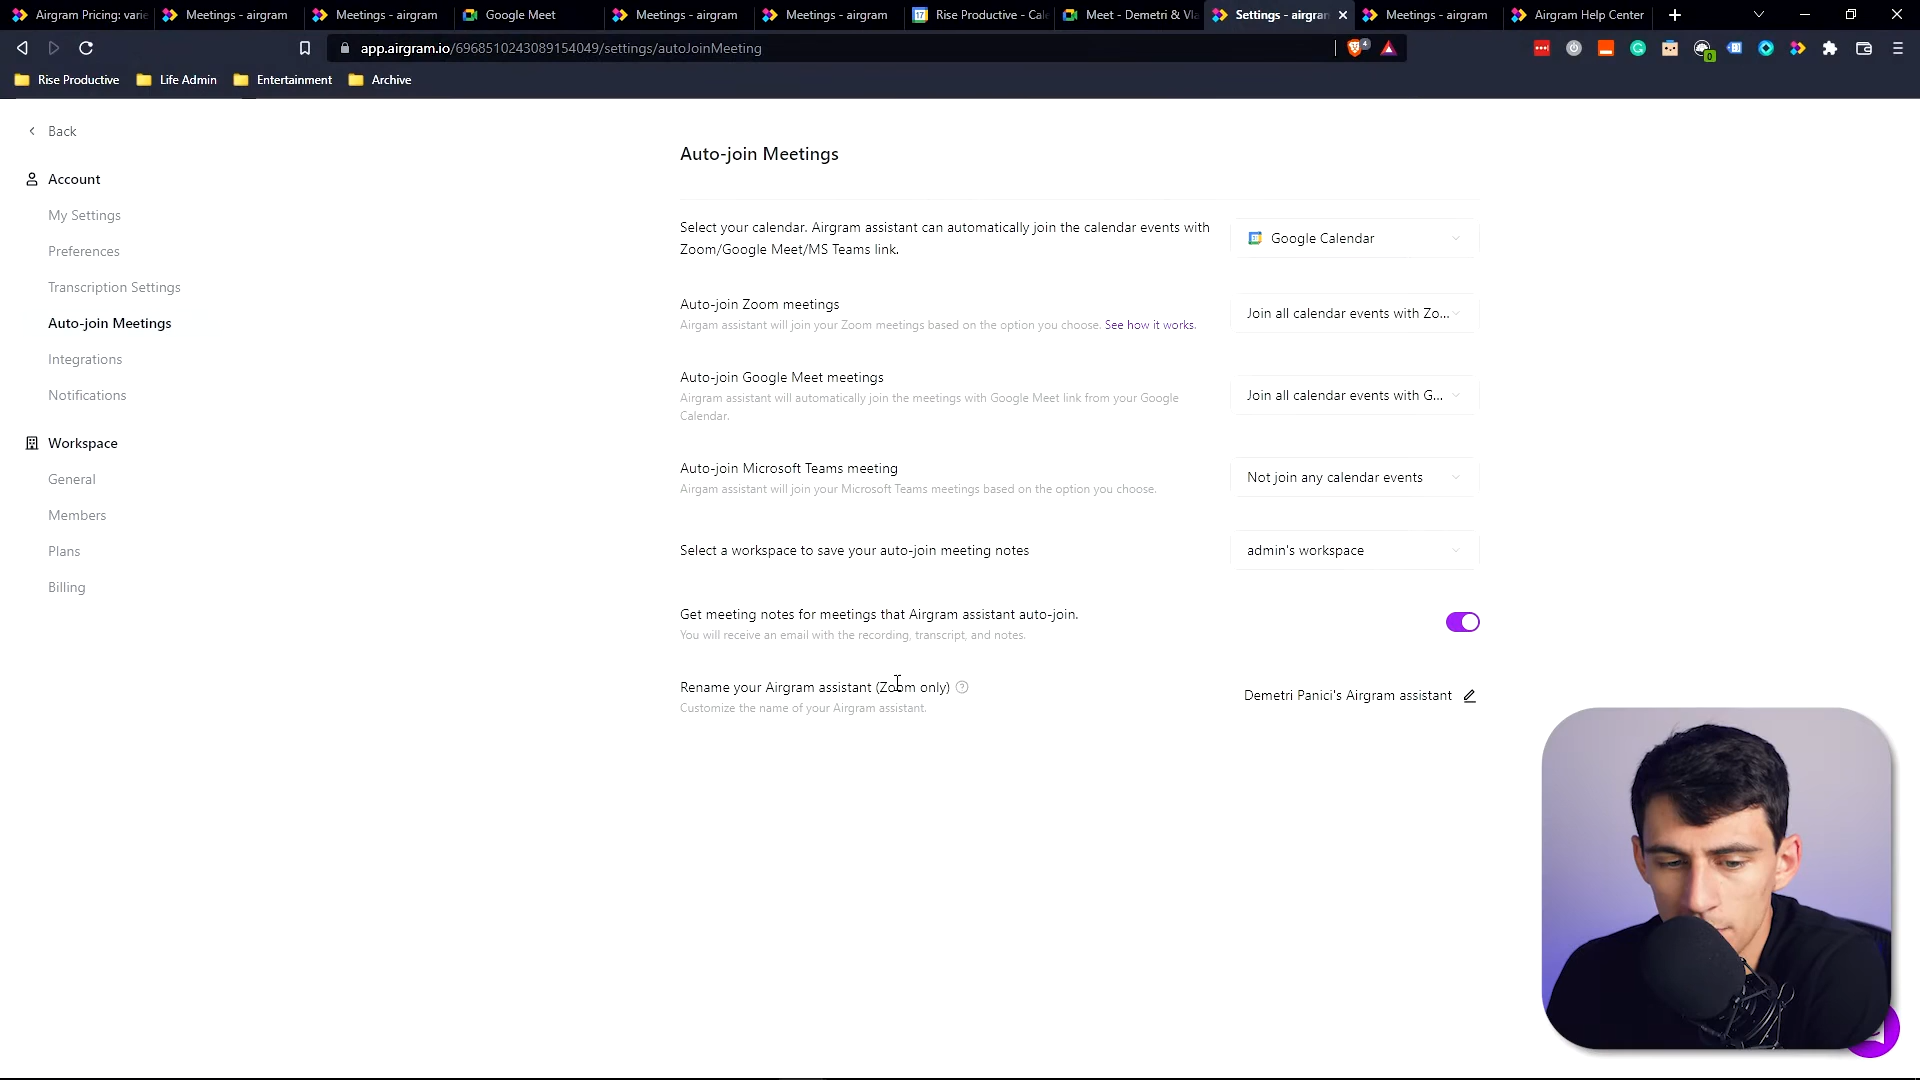 Airgram Pricing: varie
Meetings - airgram
Meetings - airgram
Google Meet
Meetings - airgram
Meetings - airgram
Rise Productive - Cale
Meet - Demetri & Vla
Settings - airgram
Meetings - airgram
Airgram Help Center
app.airgram.io/6968510243089154049/settings/autoJoinMeeting
Rise Productive
Life Admin
Entertainment
Archive
Back
Account
My Settings
Preferences
Transcription Settings
Auto-join Meetings
Integrations
Notifications
Workspace
General
Members
Plans
Billing
Auto-join Meetings
Select your calendar. Airgram assistant can automatically join the calendar events with
Zoom/Google Meet/MS Teams link.
Google Calendar
Auto-join Zoom meetings
Airgam assistant will join your Zoom meetings based on the option you choose. See how it works.
Join all calendar events with Zo...
Auto-join Google Meet meetings
Airgram assistant will automatically join the meetings with Google Meet link from your Google
Calendar.
Join all calendar events with G...
Auto-join Microsoft Teams meeting
Airgam assistant will join your Microsoft Teams meetings based on the option you choose.
Not join any calendar events
Select a workspace to save your auto-join meeting notes
admin's workspace
Get meeting notes for meetings that Airgram assistant auto-join.
You will receive an email with the recording, transcript, and notes.
Rename your Airgram assistant (Zoom only)
Customize the name of your Airgram assistant.
Demetri Panici's Airgram assistant